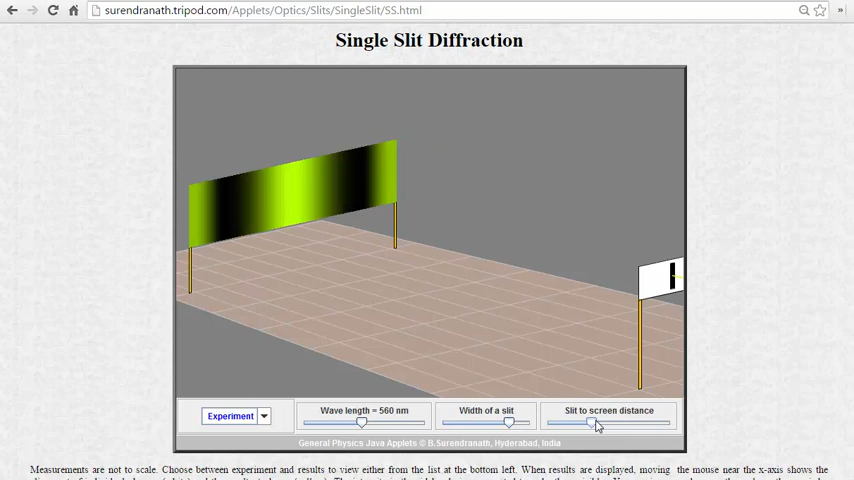 surendranath.tripod.com/Applets/Optics/Slits/SingleSlit/SS.html
Single Slit Diffraction
Experiment
Wave length = 560 nm
Width of a slit
Slit to screen distance
General Physics Java Applets © B.Surendranath, Hyderabad, India
Measurements are not to scale. Choose between experiment and results to view either from the list at the bottom left. When results are displayed, moving the mouse near the x-axis shows the